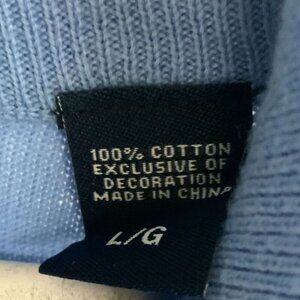 100% COTTON
EXCLUSIVE OF
DECORATION
MADE IN CHINA
L/G